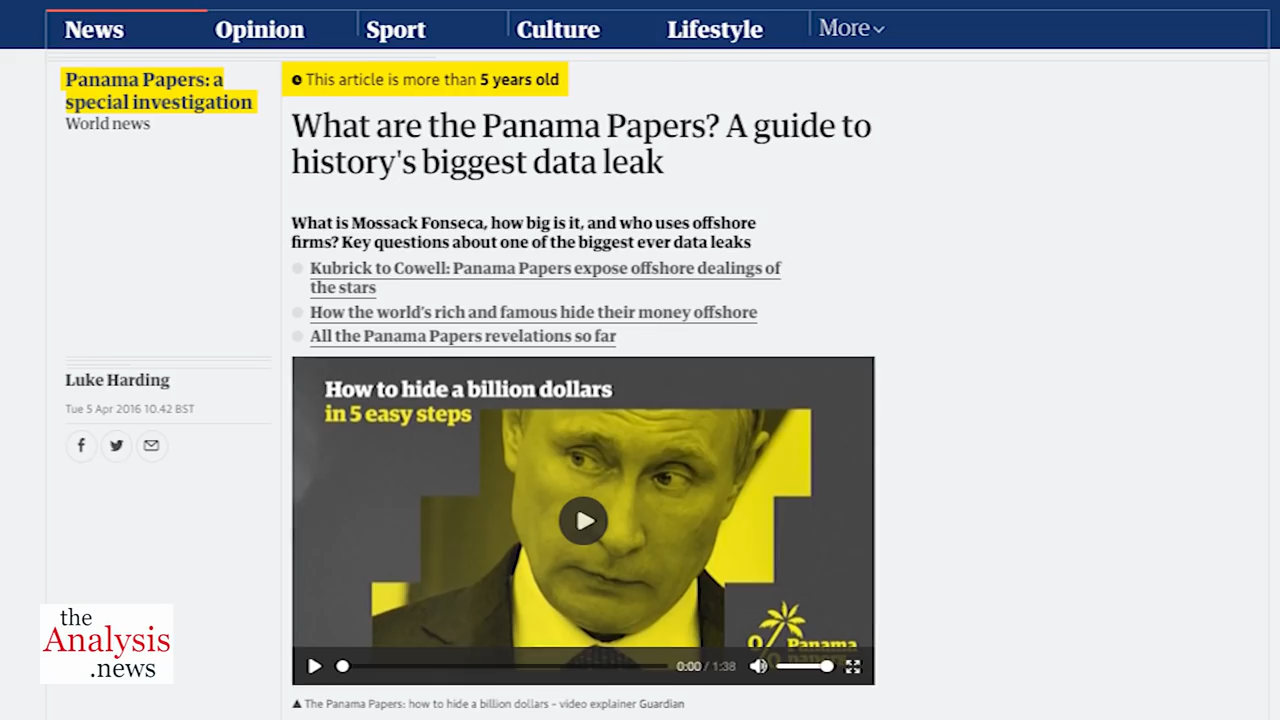 News
Opinion
Sport
Culture
Lifestyle
More
Panama Papers: a
special investigation
World news
This article is more than 5 years old
What are the Panama Papers? A guide to
history's biggest data leak
What is Mossack Fonseca, how big is it, and who uses offshore
firms? Key questions about one of the biggest ever data leaks
Kubrick to Cowell: Panama Papers expose offshore dealings of
the stars
How the world's rich and famous hide their money offshore
All the Panama Papers revelations so far
Luke Harding
Tue 5 Apr 2016 10.42 BST
How to hide a billion dollars
in 5 easy steps
Panama
papers
0:00 / 1:38
The Panama Papers: how to hide a billion dollars – video explainer Guardian
the
Analysis
.news